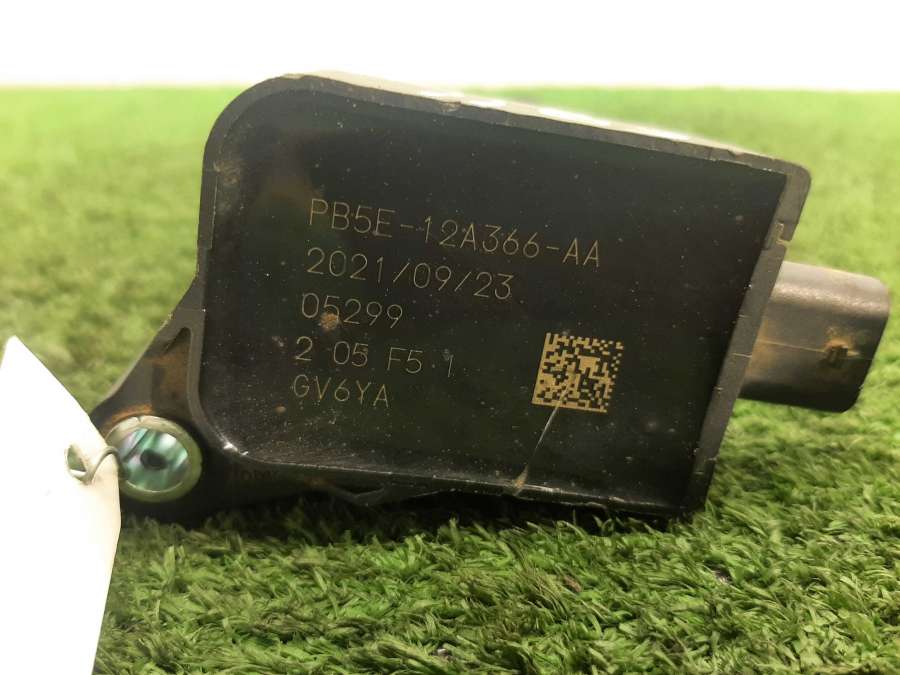 PB5E-12A366-AA
2021/09/23
05299
2 05 F5 1
GV6YA